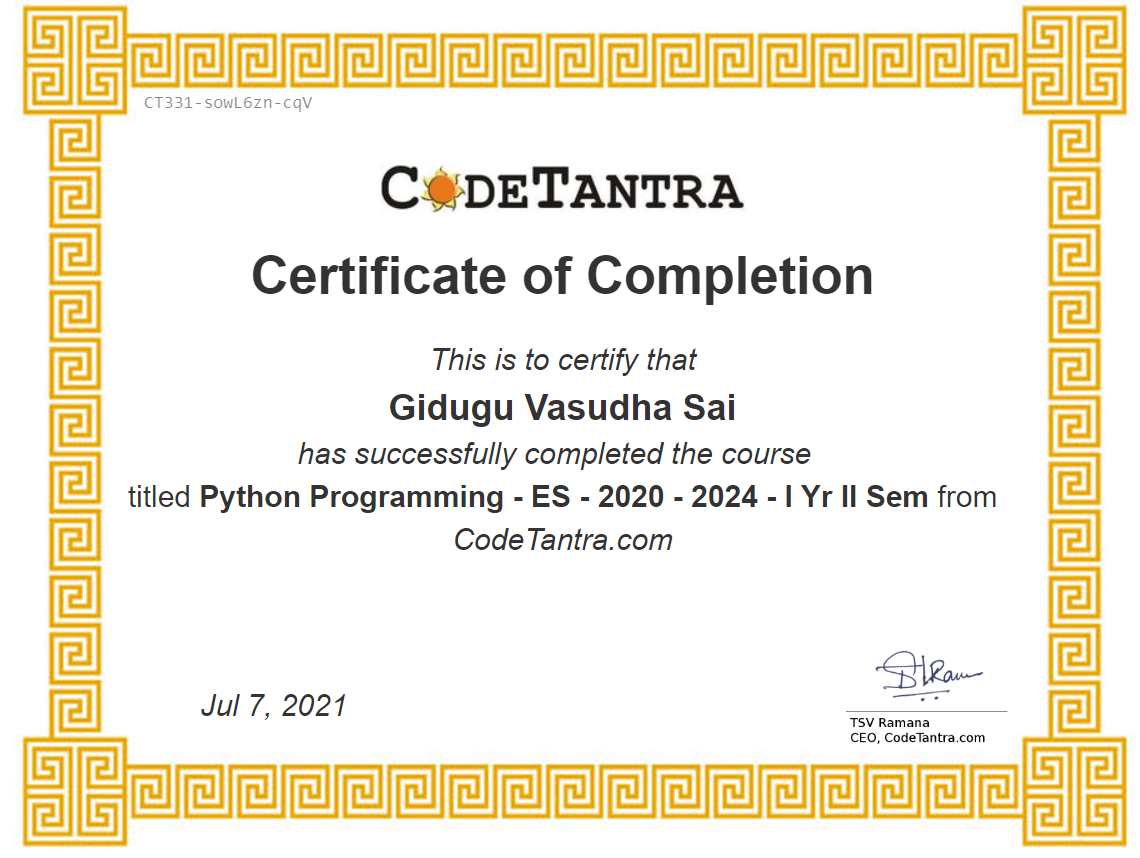 CT331-sowL6zn-cqV
CODETANTRA
Certificate of Completion
This is to certify that
Gidugu Vasudha Sai
has successfully completed the course
titled Python Programming - ES - 2020 - 2024 - I Yr II Sem from
CodeTantra.com
Jul 7, 2021
TSV Ramana
CEO, CodeTantra.com